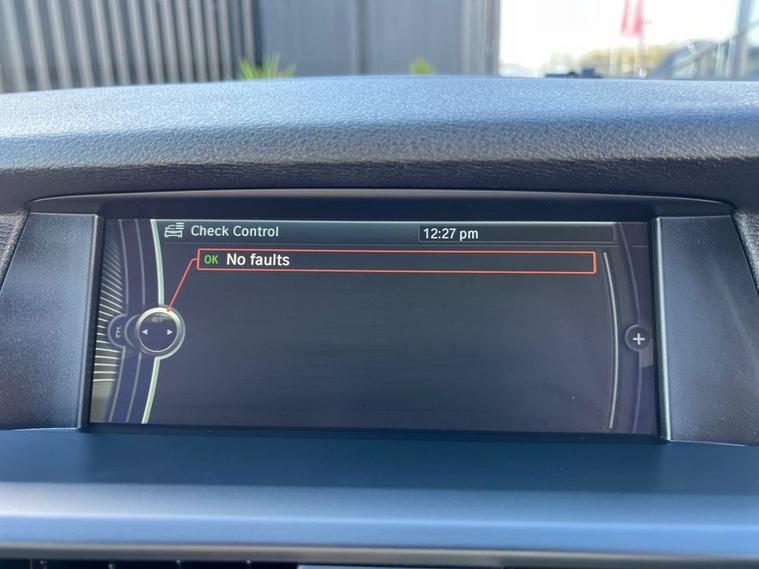 Check Control
12:27 pm
OK No faults